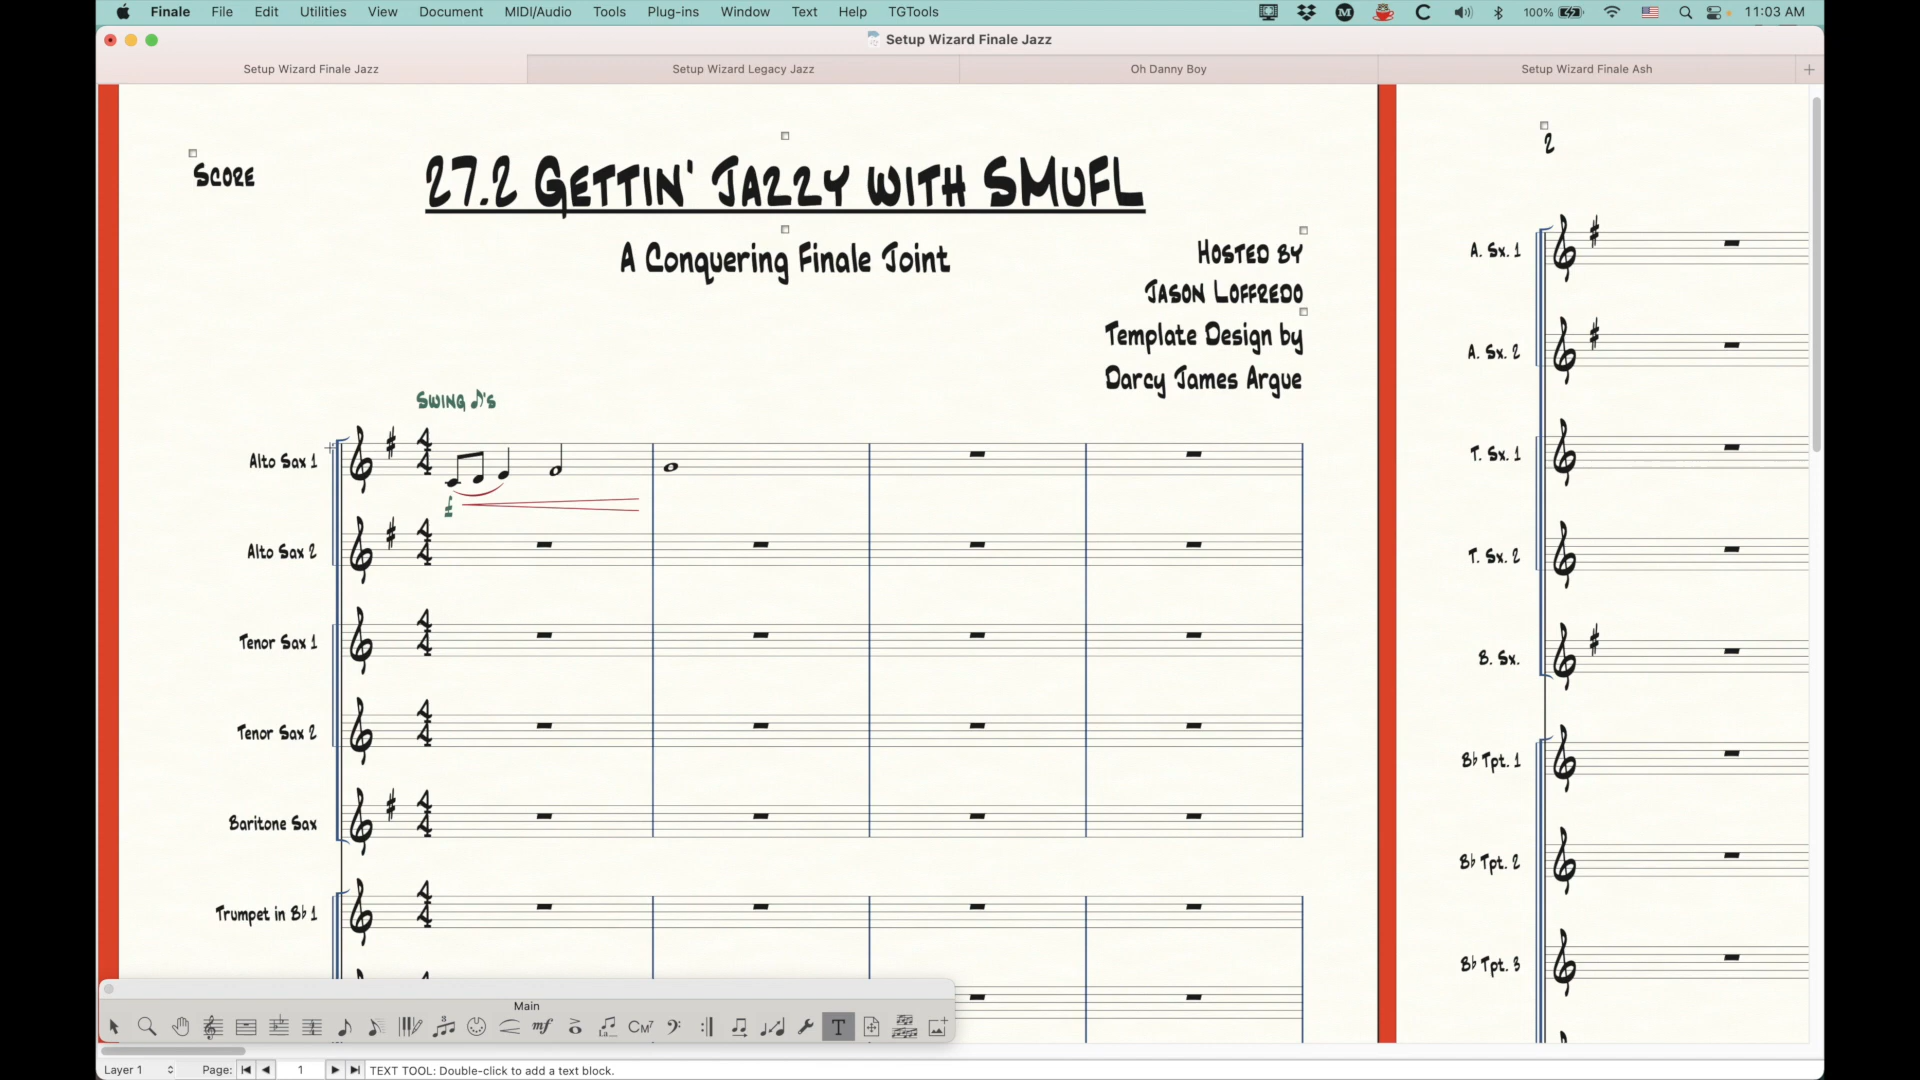 Finale File Edit Utilities View Document MIDI/Audio Tools Plug-ins Window Text Help TGTools
100%
11:03 AM
Setup Wizard Finale Jazz
Setup Wizard Finale Jazz
Setup Wizard Legacy Jazz
Oh Danny Boy
Setup Wizard Finale Ash
Score
27.2 Gettin' Jazzy with SMuFL
A Conquering Finale Joint
Hosted by
Jason Loffredo
Template Design by
Darcy James Argue
Swing ♪'s
Alto Sax 1
Alto Sax 2
Tenor Sax 1
Tenor Sax 2
Baritone Sax
Trumpet in B♭ 1
2
A. Sx. 1
A. Sx. 2
T. Sx. 1
T. Sx. 2
B. Sx.
B♭ Tpt. 1
B♭ Tpt. 2
B♭ Tpt. 3
Main
mf
CM7
T
Layer 1
Page:
1
TEXT TOOL: Double-click to add a text block.